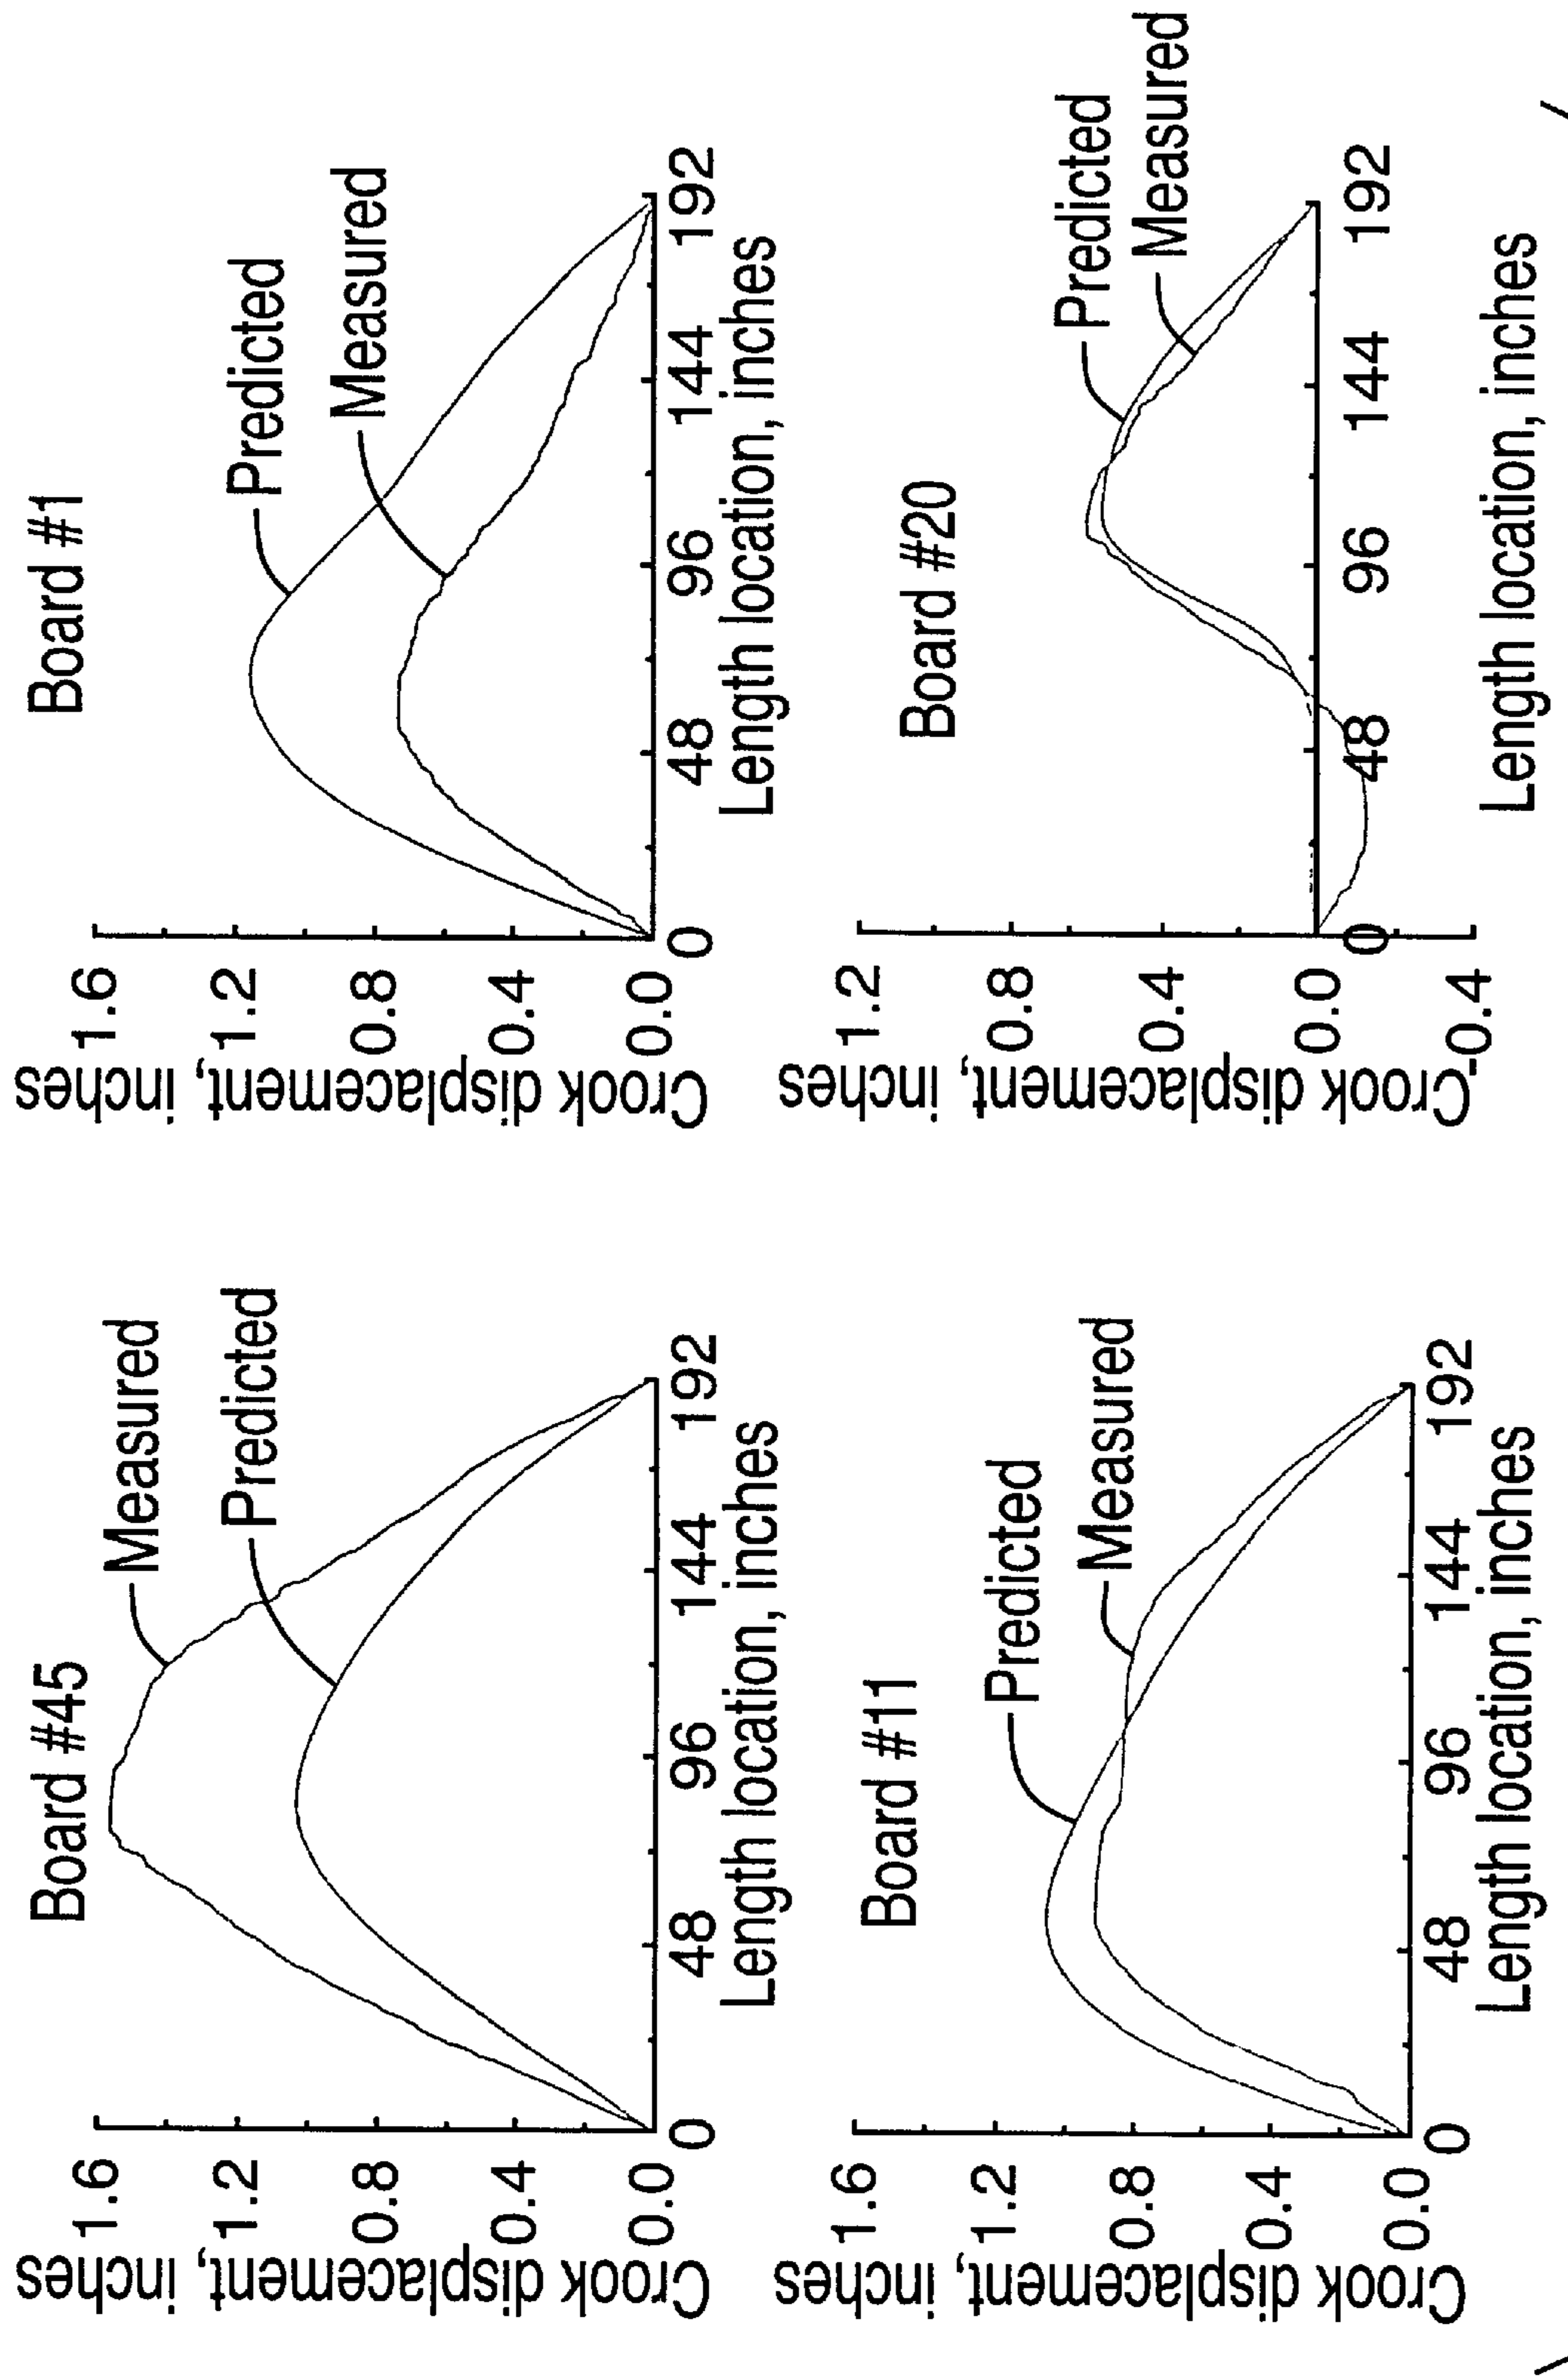 Board #45
Crook displacement,
inches
1.6
1.2
0.8
0.4
0.0
Measured
Predicted
0 48 96 144 192
Length location, inches
Board #1
Crook displacement,
inches
1.6
1.2
0.8
0.4
0.0
Predicted
Measured
0 48 96 144 192
Length location, inches
Board #11
Crook displacement,
inches
1.6
1.2
0.8
0.4
0.0
Predicted
Measured
0 48 96 144 192
Length location, inches
Board #20
Crook displacement,
inches
1.2
0.8
0.4
0.0
-0.4
Predicted
Measured
0 48 96 144 192
Length location, inches